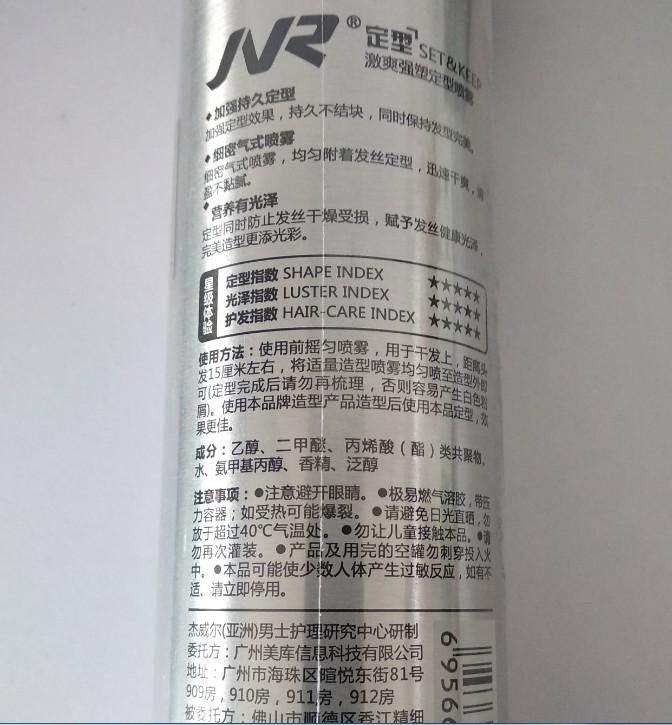 JVR® 定型 SET&KEEP
激爽强塑定型喷雾
◆加强持久定型
加强定型效果，持久不结块，同时保持发型完美。
◆细密气式喷雾
细密气式喷雾，均匀附着发丝定型，迅速干爽，清
盈不黏腻。
◆营养有光泽
定型同时防止发丝干燥受损，赋予发丝健康光泽，
完美造型更添光彩。
星级体验
定型指数 SHAPE INDEX ★★★★★
光泽指数 LUSTER INDEX ★★★★★
护发指数 HAIR-CARE INDEX ★★★★★
使用方法：使用前摇匀喷雾，用于干发上，距离头
发15厘米左右，将适量造型喷雾均匀喷至造型外部
可(定型完成后请勿再梳理，否则容易产生白色粉
屑)。使用本品牌造型产品造型后使用本品定型，效
果更佳。
成分：乙醇、二甲醚、丙烯酸（酯）类共聚物、
水、氨甲基丙醇、香精、泛醇
注意事项：●注意避开眼睛。●极易燃气溶胶，带压
力容器；如受热可能爆裂。●请避免日光直晒，勿
放于超过40℃气温处。●勿让儿童接触本品。●请
勿再次灌装。●产品及用完的空罐勿刺穿投入火
中。●本品可能使少数人体产生过敏反应，如有不
适、请立即停用。
杰威尔(亚洲)男士护理研究中心研制
委托方：广州美库信息科技有限公司
地址：广州市海珠区暄悦东街81号
909房，910房，911房，912房
被委托方：佛山市顺德区香江精细
6 956